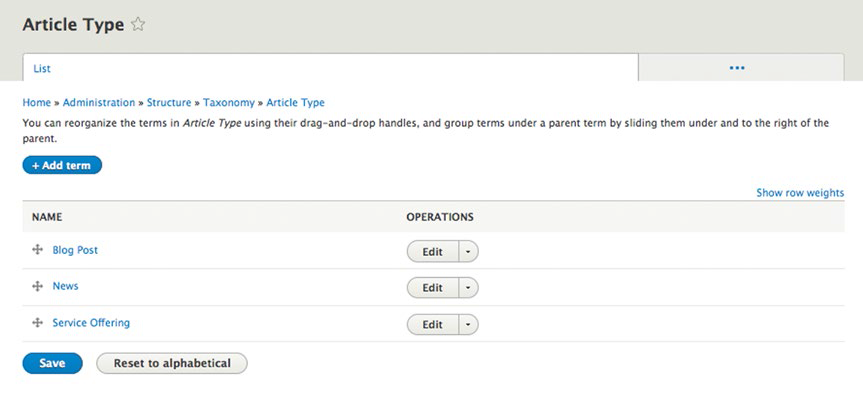 Article Type
List
Home » Administration » Structure » Taxonomy » Article Type
You can reorganize the terms in Article Type using their drag-and-drop handles, and group terms under a parent term by sliding them under and to the right of the
parent.
+ Add term
Show row weights
NAME OPERATIONS
Blog Post Edit
News Edit
Service Offering Edit
Save Reset to alphabetical